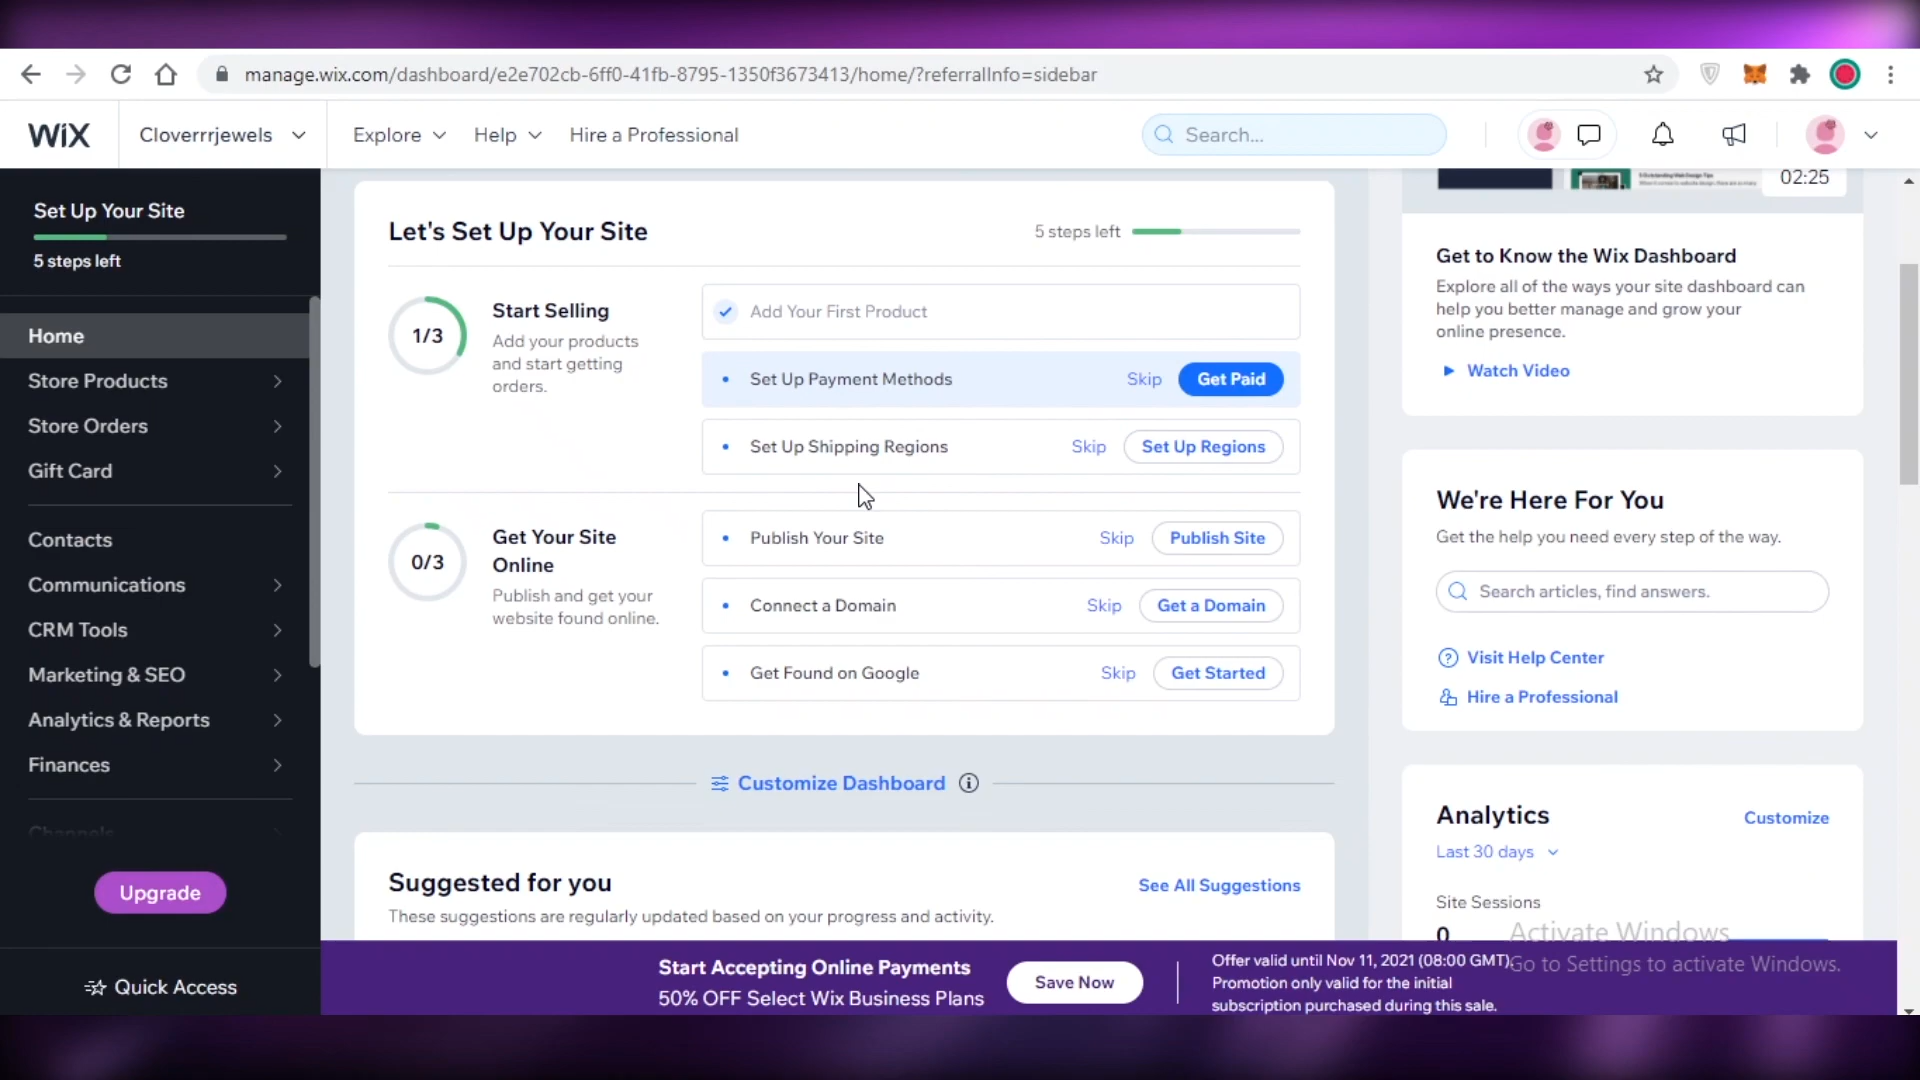 manage.wix.com/dashboard/e2e702cb-6ff0-41fb-8795-1350f3673413/home/?referralInfo=sidebar
WiX
Cloverrrjewels
Explore
Help
Hire a Professional
Search...
Set Up Your Site
5 steps left
Home
Store Products
Store Orders
Gift Card
Contacts
Communications
CRM Tools
Marketing & SEO
Analytics & Reports
Finances
Channels
Upgrade
Quick Access
Let's Set Up Your Site
5 steps left
1/3
Start Selling
Add your products
and start getting
orders.
Add Your First Product
Set Up Payment Methods Skip Get Paid
Set Up Shipping Regions Skip Set Up Regions
0/3
Get Your Site
Online
Publish and get your
website found online.
Publish Your Site Skip Publish Site
Connect a Domain Skip Get a Domain
Get Found on Google Skip Get Started
Customize Dashboard
Suggested for you
See All Suggestions
These suggestions are regularly updated based on your progress and activity.
02:25
Get to Know the Wix Dashboard
Explore all of the ways your site dashboard can
help you better manage and grow your
online presence.
Watch Video
We're Here For You
Get the help you need every step of the way.
Search articles, find answers.
Visit Help Center
Hire a Professional
Analytics
Customize
Last 30 days
Site Sessions
0
Activate Windows
Go to Settings to activate Windows.
Start Accepting Online Payments
50% OFF Select Wix Business Plans
Save Now
Offer valid until Nov 11, 2021 (08:00 GMT).
Promotion only valid for the initial
subscription purchased during this sale.